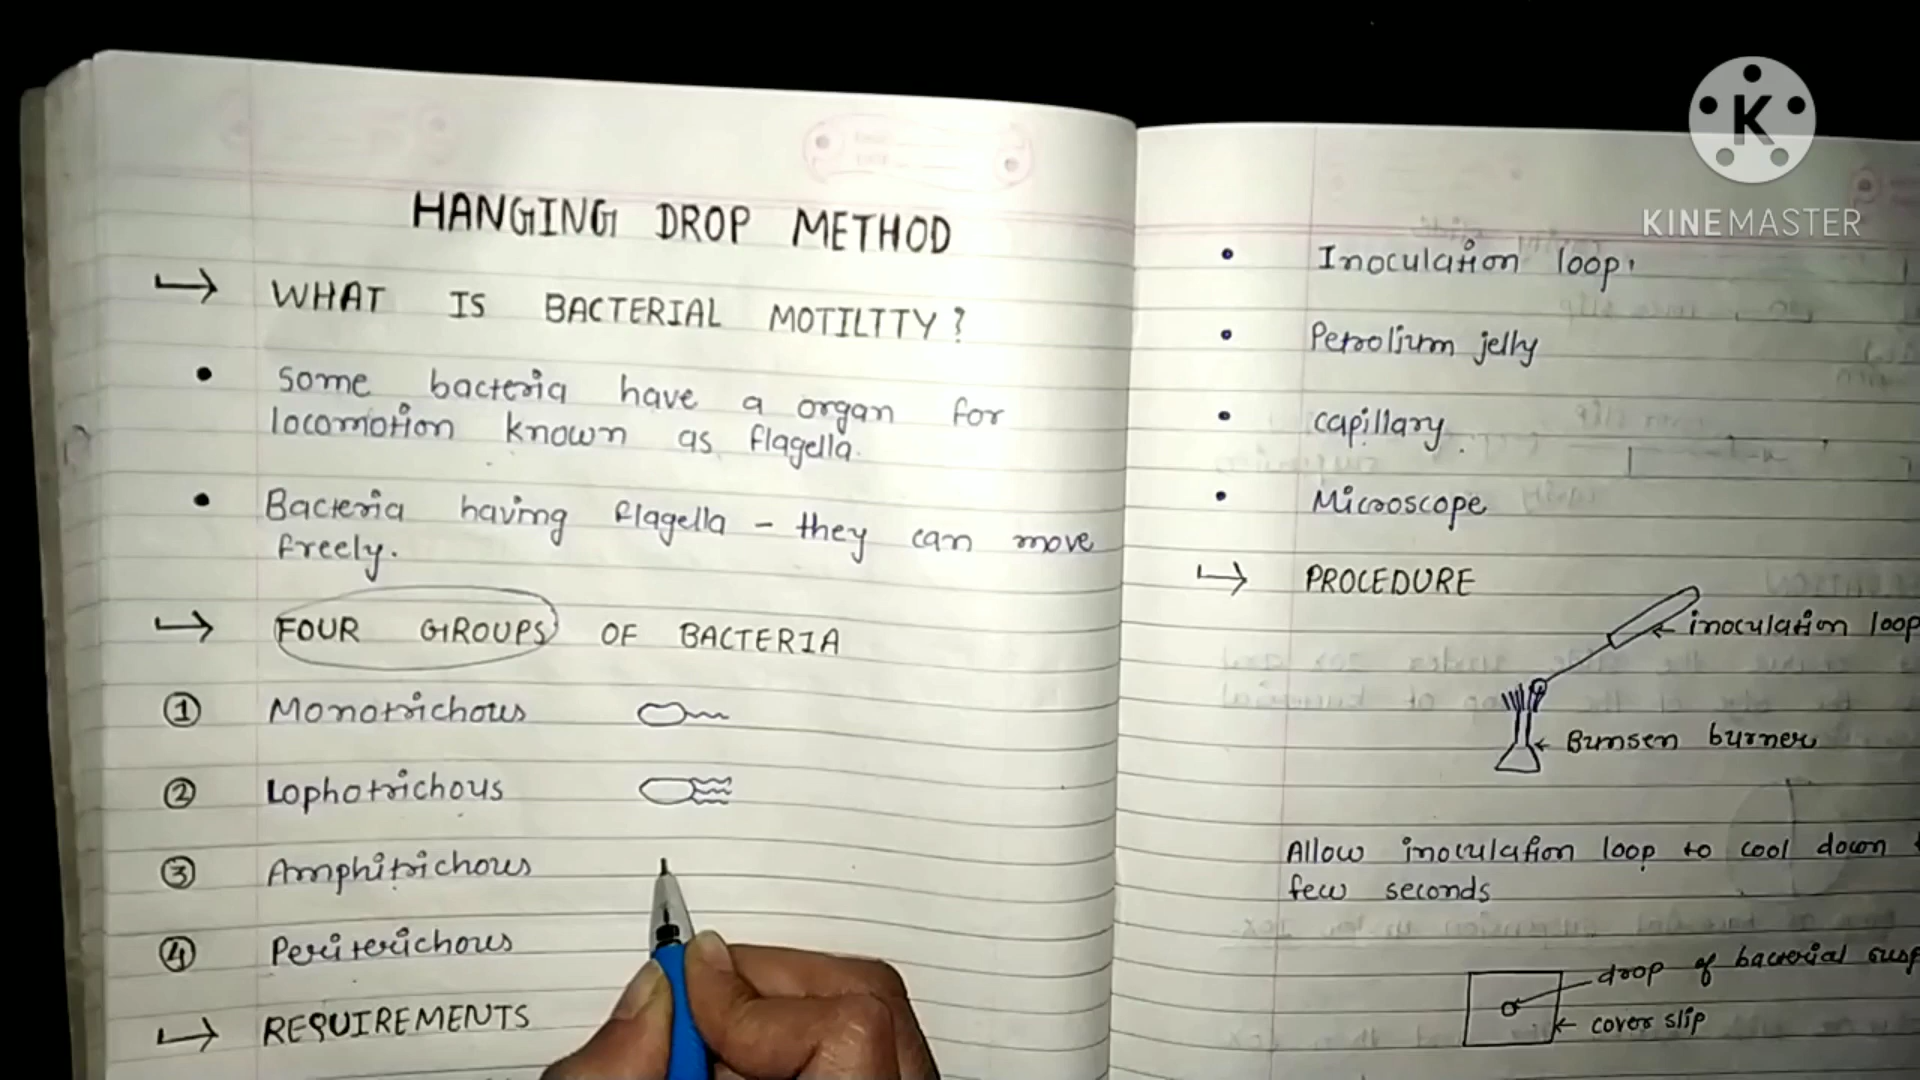 HANGING DROP METHOD
WHAT IS BACTERIAL MOTILTTY?
Some bacteria have a organ for
locomotion known as flagella.
Bacteria having flagella - they can move
freely.
FOUR GROUPS OF BACTERIA
① Monotrichous
② Lophotrichous
③ Amphitrichous
④ Periterichous
REQUIREMENTS
K
KINEMASTER
Inoculation loop.
Petrolium jelly
Capillary.
Microscope
PROCEDURE
inoculation loop
Bunsen burner
Allow inoculation loop to cool down
few seconds
drop of bacterial susp
cover slip